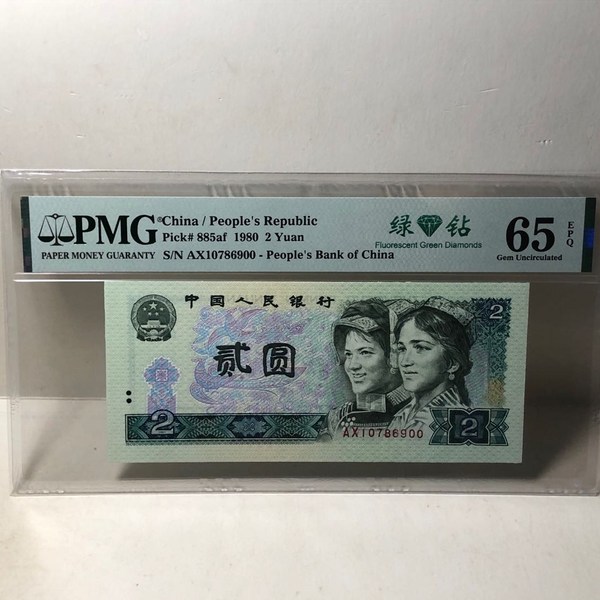 PMG
PAPER MONEY GUARANTY
China / People's Republic
Pick# 885af 1980 2 Yuan
S/N AX10786900 - People's Bank of China
绿 钻
Fluorescent Green Diamonds
65 EPQ
Gem Uncirculated
中国人民银行
2
贰圆
2
AX10786900
2